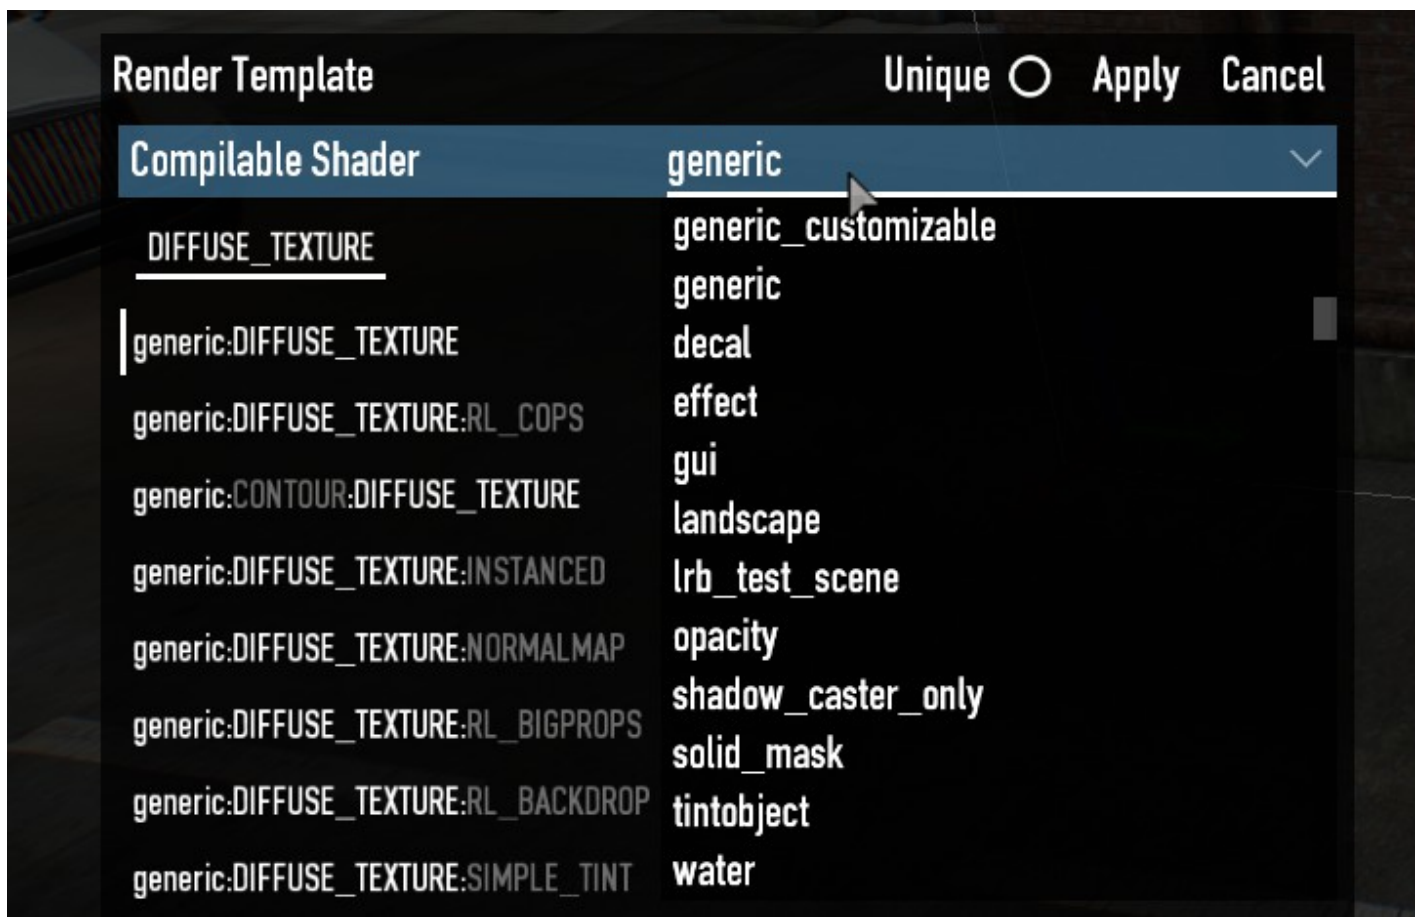 Render Template Unique Apply Cancel
Compilable Shader generic
DIFFUSE_TEXTURE
generic:DIFFUSE_TEXTURE
generic:DIFFUSE_TEXTURE:RL_COPS
generic:CONTOUR:DIFFUSE_TEXTURE
generic:DIFFUSE_TEXTURE:INSTANCED
generic:DIFFUSE_TEXTURE:NORMALMAP
generic:DIFFUSE_TEXTURE:RL_BIGPROPS
generic:DIFFUSE_TEXTURE:RL_BACKDROP
generic:DIFFUSE_TEXTURE:SIMPLE_TINT
generic_customizable
generic
decal
effect
gui
landscape
lrb_test_scene
opacity
shadow_caster_only
solid_mask
tintobject
water